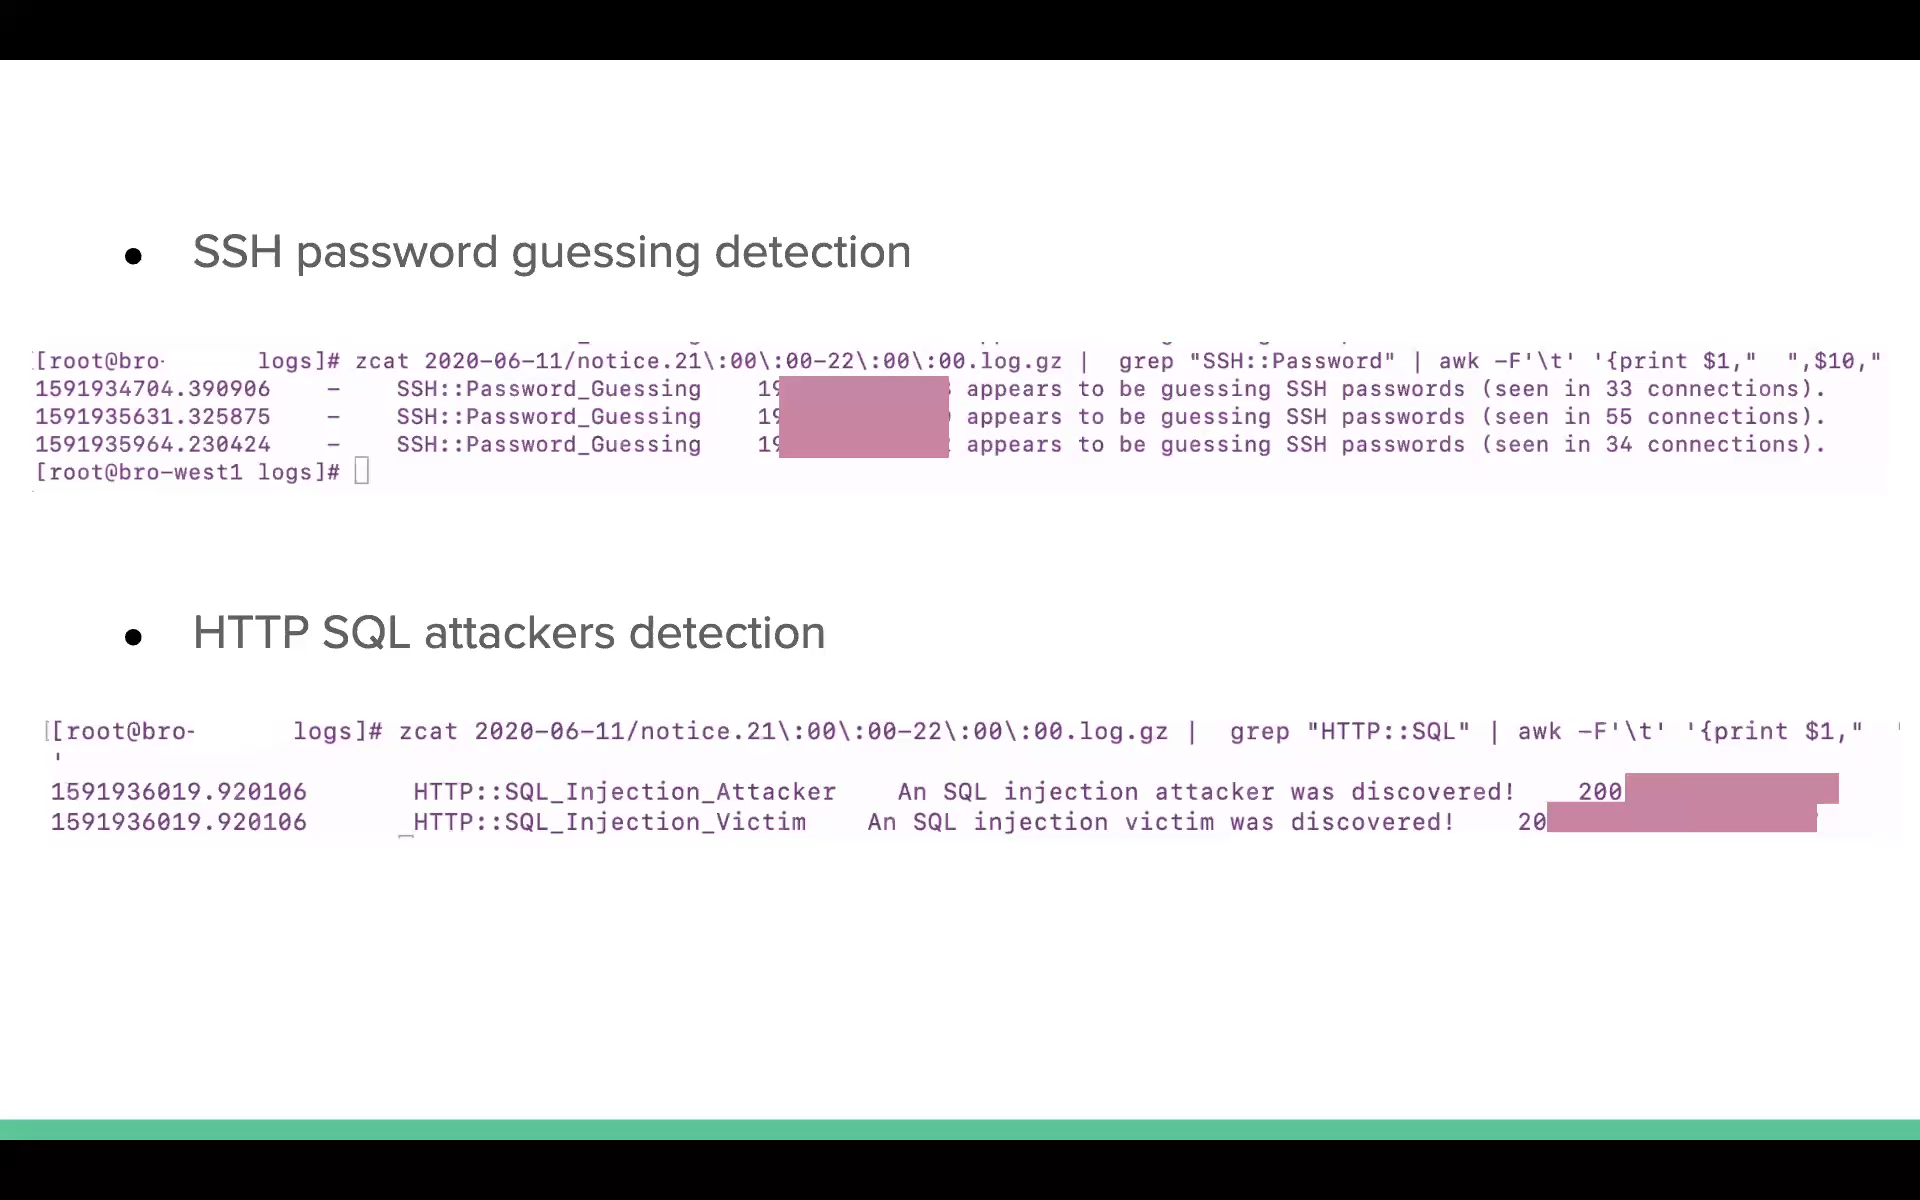 ● SSH password guessing detection
[root@bro- logs]# zcat 2020-06-11/notice.21\:00\:00-22\:00\:00.log.gz | grep "SSH::Password" | awk -F'\t' '{print $1," ",$10,"
1591934704.390906 - SSH::Password_Guessing 19 appears to be guessing SSH passwords (seen in 33 connections).
1591935631.325875 - SSH::Password_Guessing 19 appears to be guessing SSH passwords (seen in 55 connections).
1591935964.230424 - SSH::Password_Guessing 19 appears to be guessing SSH passwords (seen in 34 connections).
[root@bro-west1 logs]#
● HTTP SQL attackers detection
[[root@bro- logs]# zcat 2020-06-11/notice.21\:00\:00-22\:00\:00.log.gz | grep "HTTP::SQL" | awk -F'\t' '{print $1," '
'
1591936019.920106 HTTP::SQL_Injection_Attacker An SQL injection attacker was discovered! 200
1591936019.920106 _HTTP::SQL_Injection_Victim An SQL injection victim was discovered! 20